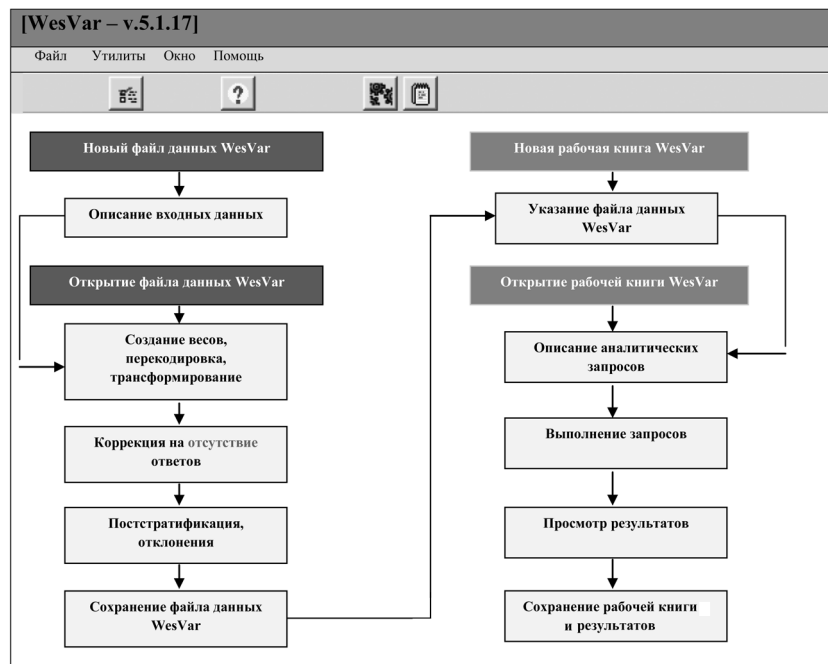 [WesVar – v.5.1.17]
Файл Утилиты Окно Помощь
?
Новый файл данных WesVar
Описание входных данных
Открытие файла данных WesVar
Создание весов,
перекодировка,
трансформирование
Коррекция на отсутствие
ответов
Постстратификация,
отклонения
Сохранение файла данных
WesVar
Новая рабочая книга WesVar
Указание файла данных
WesVar
Открытие рабочей книги WesVar
Описание аналитических
запросов
Выполнение запросов
Просмотр результатов
Сохранение рабочей книги
и результатов